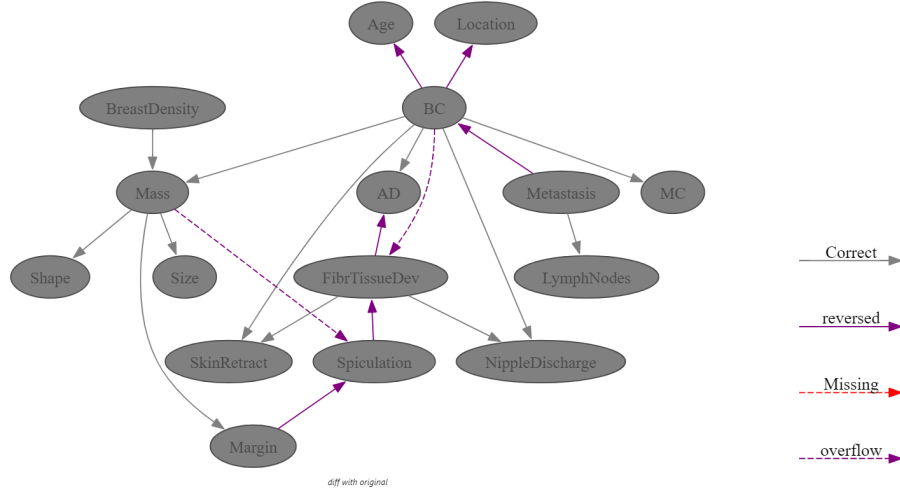 Age Location
BreastDensity BC
Mass AD Metastasis MC
Shape Size FibrTissueDev LymphNodes
SkinRetract Spiculation NippleDischarge
Margin
Correct
reversed
Missing
overflow
diff with original